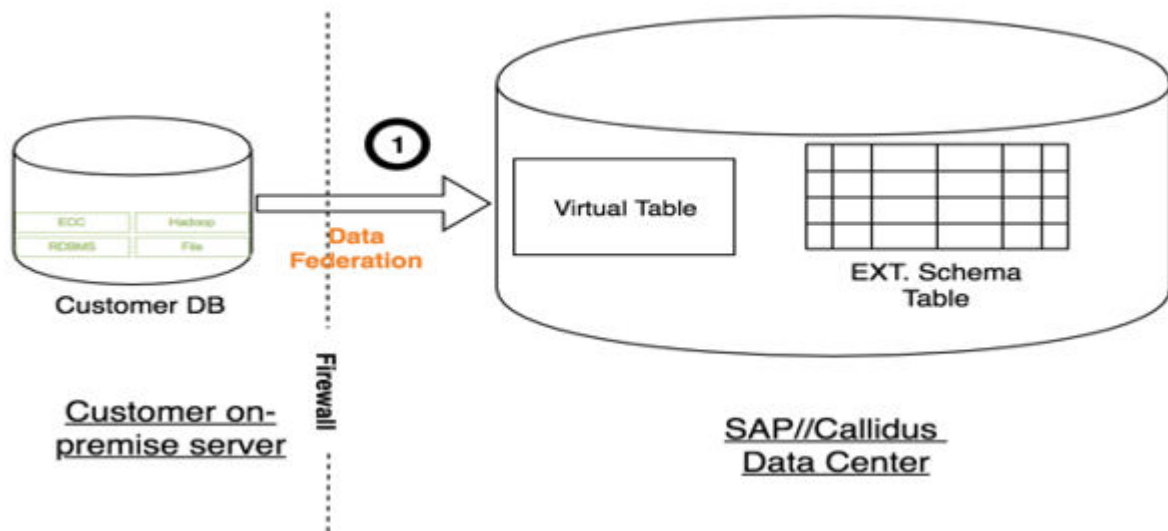 1
Virtual Table
ECC
Hadoop
RDBMS
File
Data
Federation
EXT. Schema
Table
Customer DB
Firewall
Customer on-
premise server
SAP//Callidus
Data Center